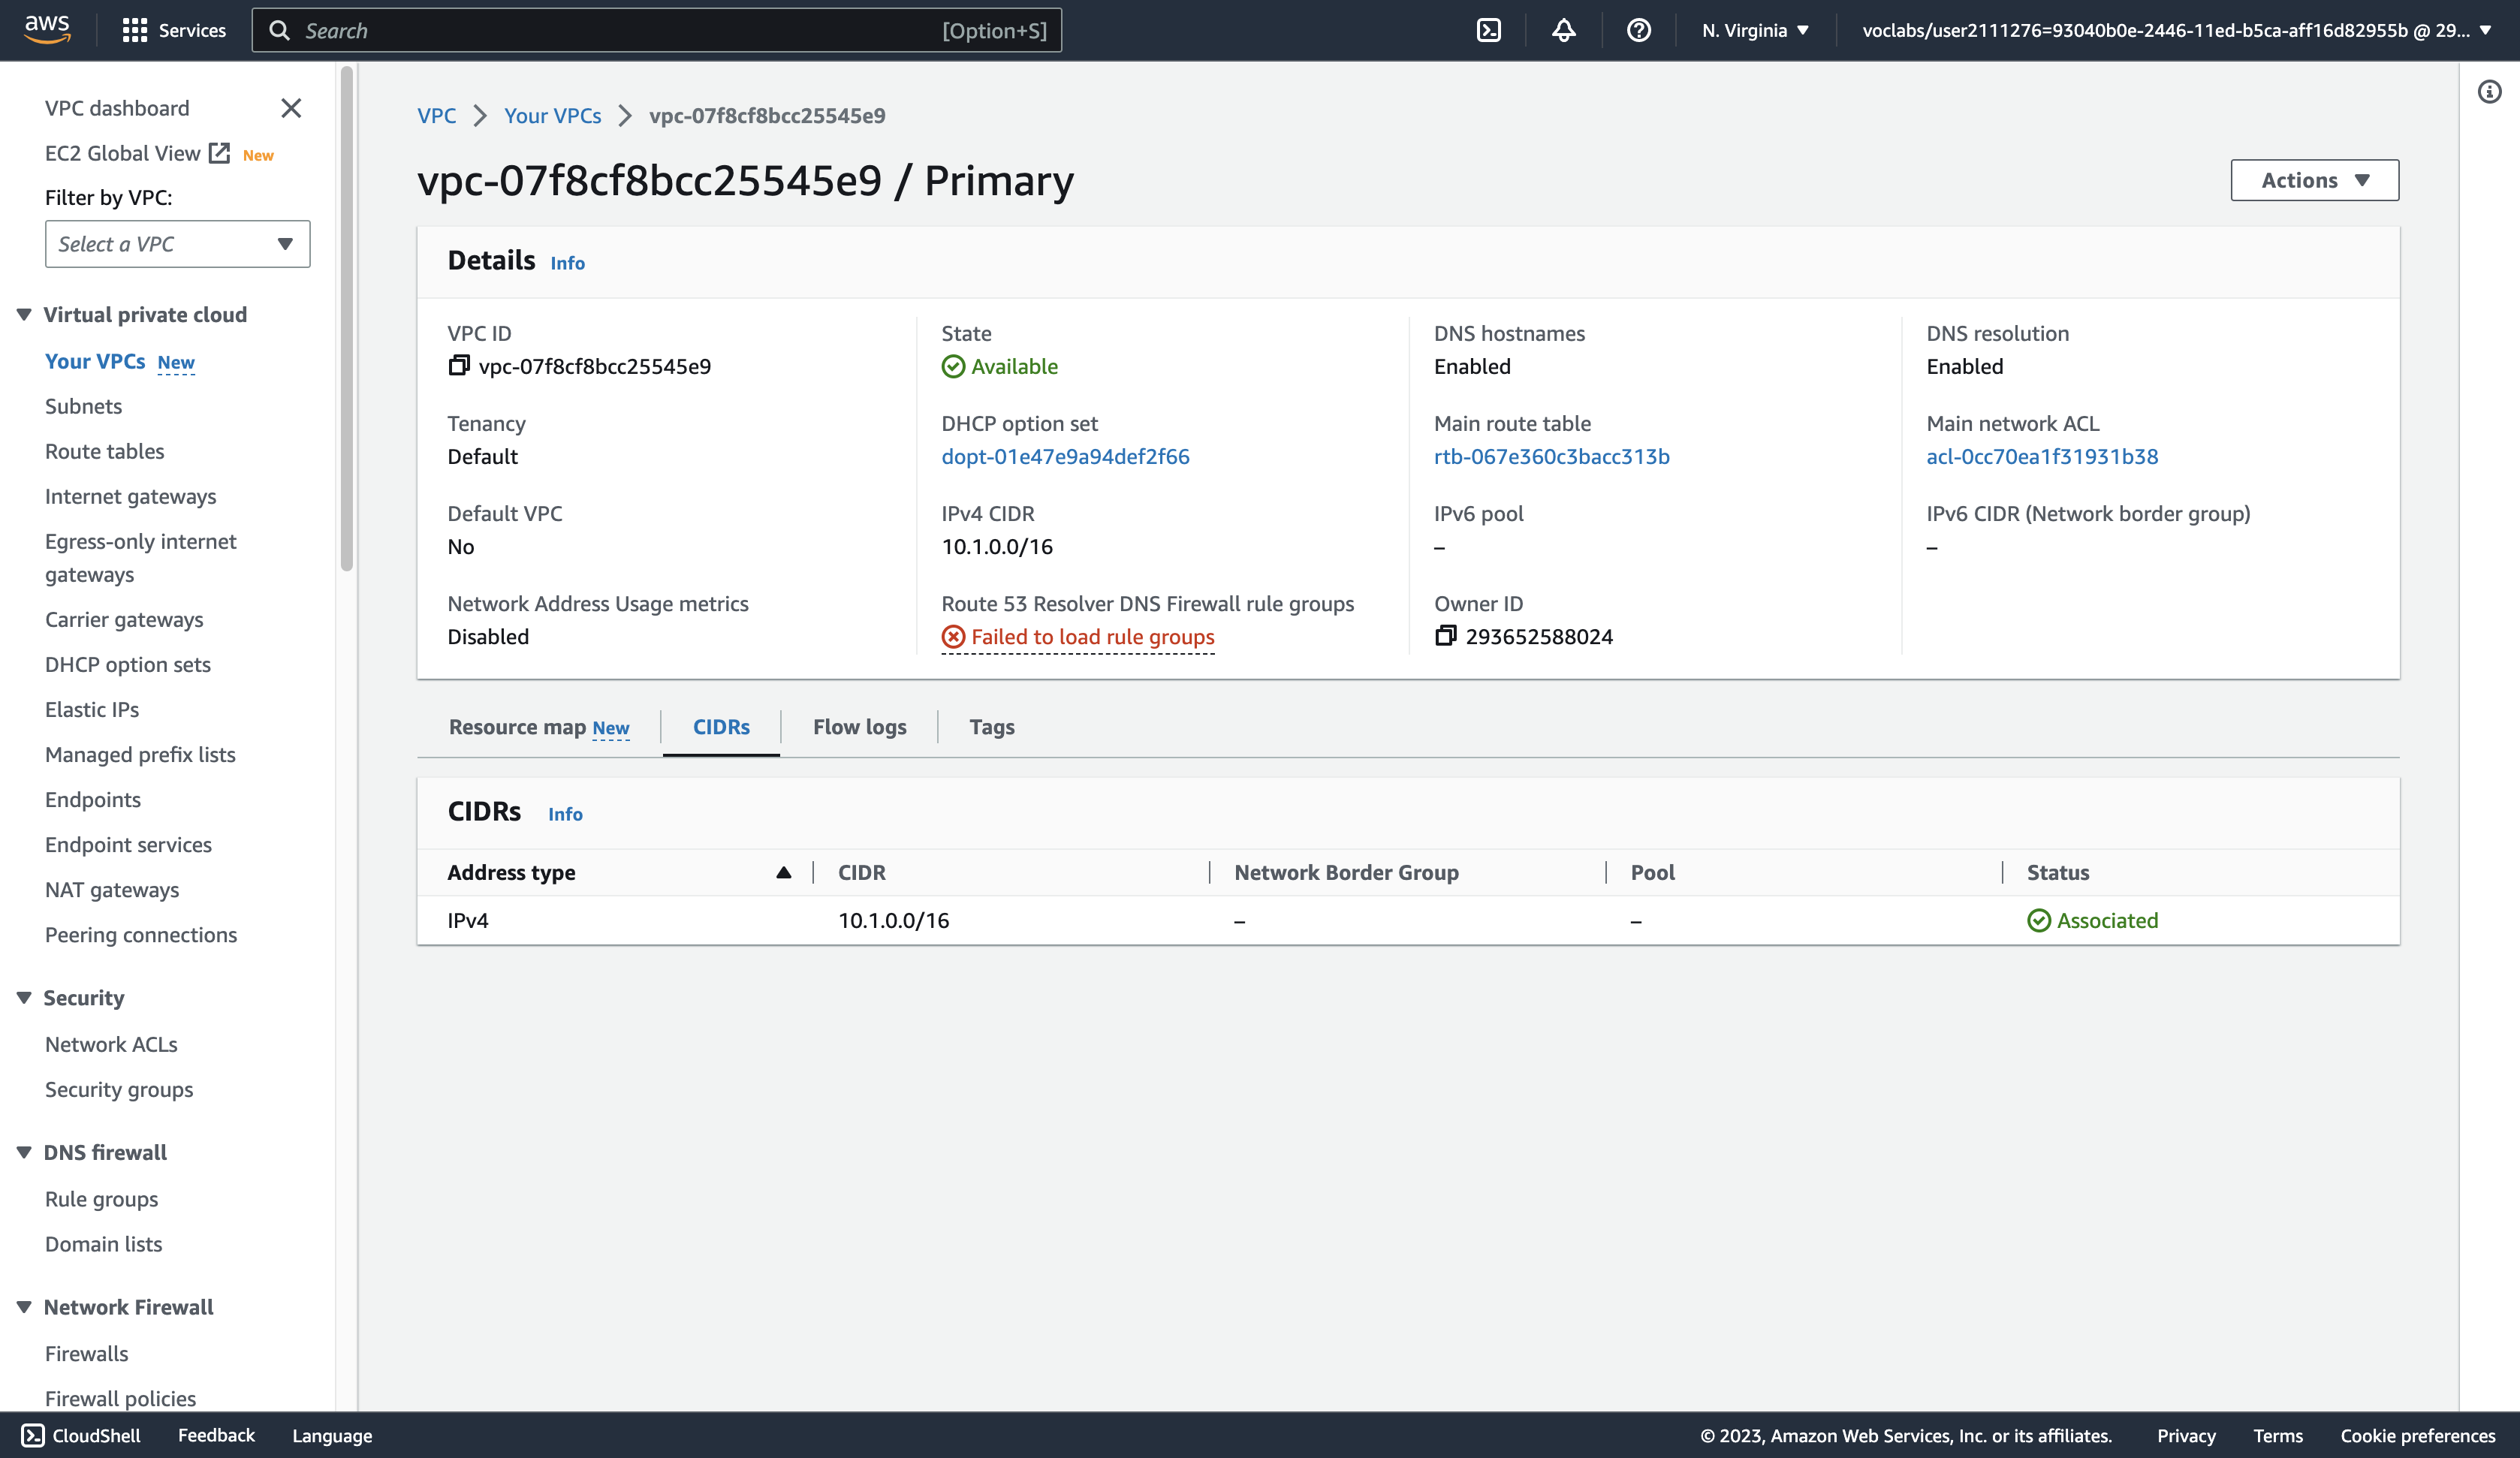 aws
Services
Search [Option+S]
N. Virginia
voclabs/user2111276=93040b0e-2446-11ed-b5ca-aff16d82955b @ 29...
VPC dashboard
EC2 Global View New
Filter by VPC:
Select a VPC
Virtual private cloud
Your VPCs New
Subnets
Route tables
Internet gateways
Egress-only internet
gateways
Carrier gateways
DHCP option sets
Elastic IPs
Managed prefix lists
Endpoints
Endpoint services
NAT gateways
Peering connections
Security
Network ACLs
Security groups
DNS firewall
Rule groups
Domain lists
Network Firewall
Firewalls
Firewall policies
VPC Your VPCs vpc-07f8cf8bcc25545e9
vpc-07f8cf8bcc25545e9 / Primary
Actions
Details Info
VPC ID
vpc-07f8cf8bcc25545e9
State
Available
DNS hostnames
Enabled
DNS resolution
Enabled
Tenancy
Default
DHCP option set
dopt-01e47e9a94def2f66
Main route table
rtb-067e360c3bacc313b
Main network ACL
acl-0cc70ea1f31931b38
Default VPC
No
IPv4 CIDR
10.1.0.0/16
IPv6 pool
–
IPv6 CIDR (Network border group)
–
Network Address Usage metrics
Disabled
Route 53 Resolver DNS Firewall rule groups
Failed to load rule groups
Owner ID
293652588024
Resource map New CIDRs Flow logs Tags
CIDRs Info
Address type CIDR Network Border Group Pool Status
IPv4 10.1.0.0/16 – – Associated
CloudShell Feedback Language
© 2023, Amazon Web Services, Inc. or its affiliates. Privacy Terms Cookie preferences